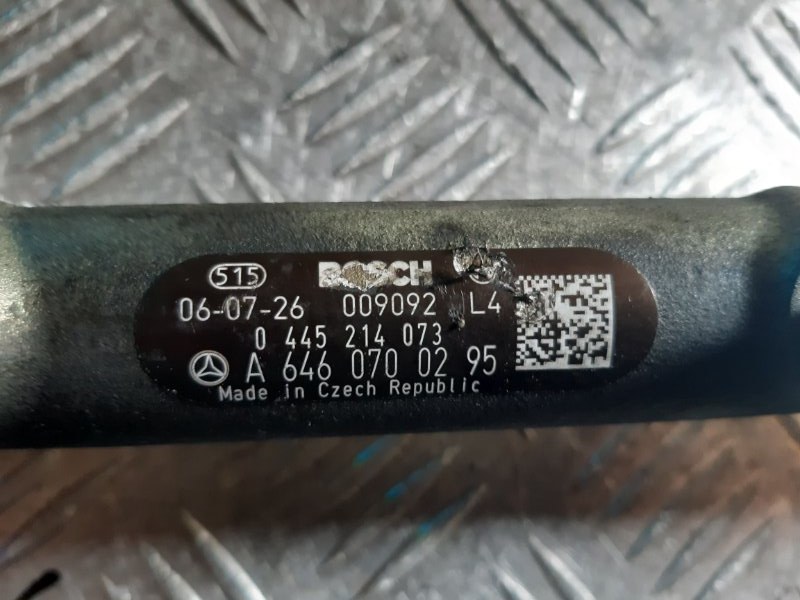 515 BOSCH
06-07-26 009092 L4
0 445 214 073
A 646 070 02 95
Made in Czech Republic